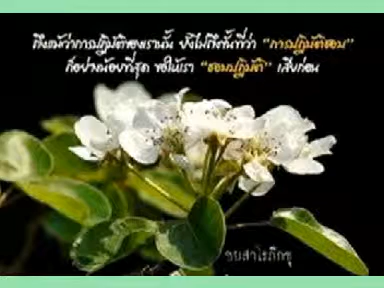 ถึงแม้ว่าการปฏิบัติของเรานั้น ยังไม่ถึงขั้นที่ว่า “การปฏิบัติชอบ”
ก็อย่างน้อยที่สุด ขอให้เรา “ชอบปฏิบัติ” เสียก่อน
ชยสาโรภิกขุ